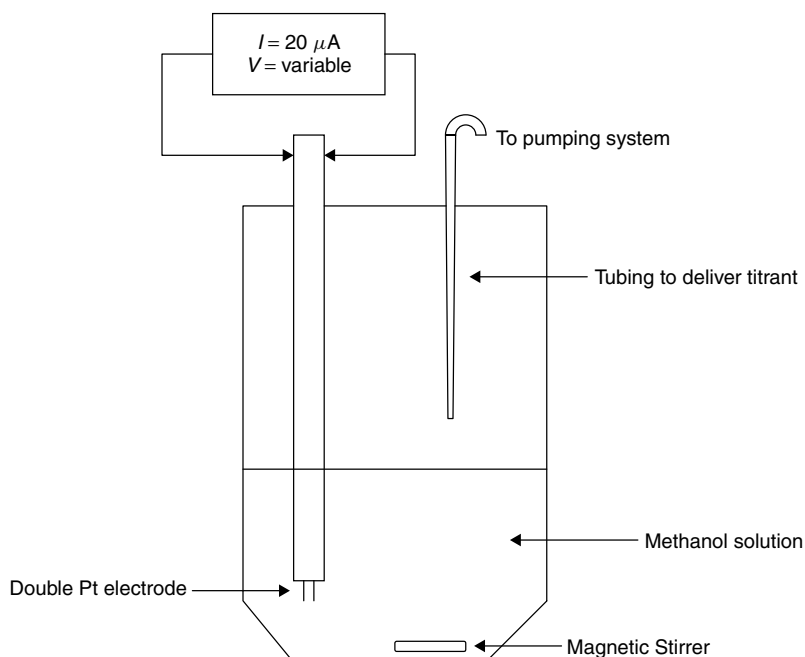 I = 20 μA
V = variable
To pumping system
Tubing to deliver titrant
Methanol solution
Double Pt electrode
Magnetic Stirrer